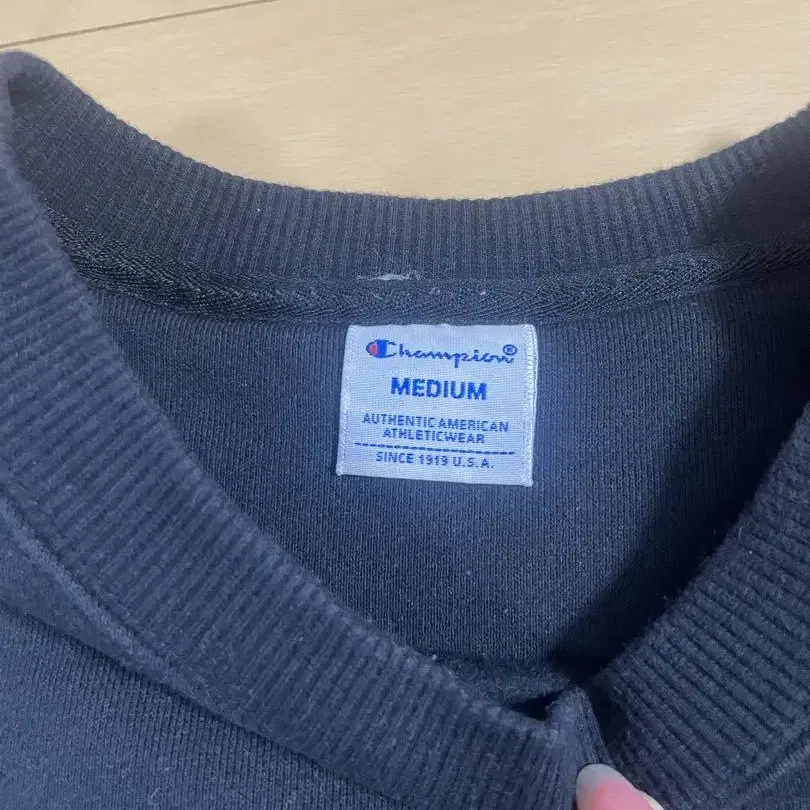 Champion®
MEDIUM
AUTHENTIC AMERICAN
ATHLETICWEAR
SINCE 1919 U.S.A.